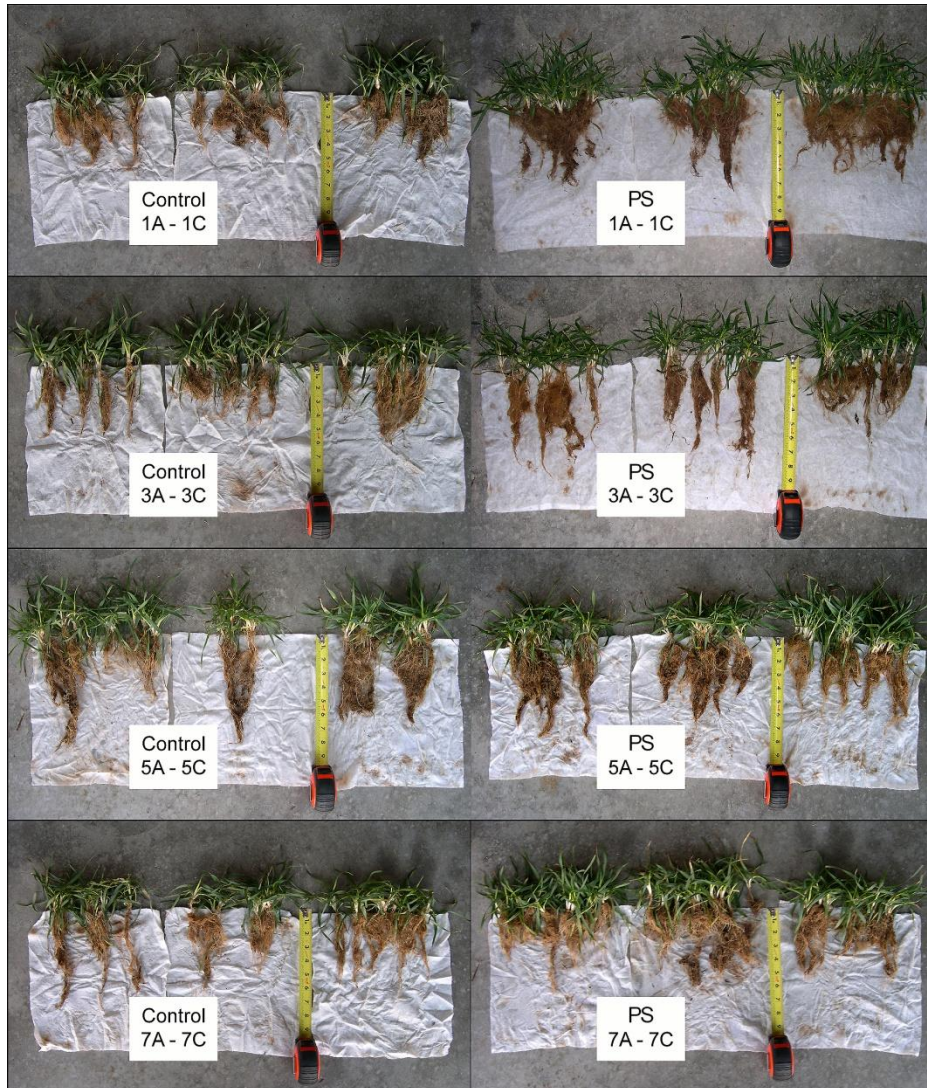 Control
1A - 1C
PS
1A - 1C
Control
3A - 3C
PS
3A - 3C
Control
5A - 5C
PS
5A - 5C
Control
7A - 7C
PS
7A - 7C